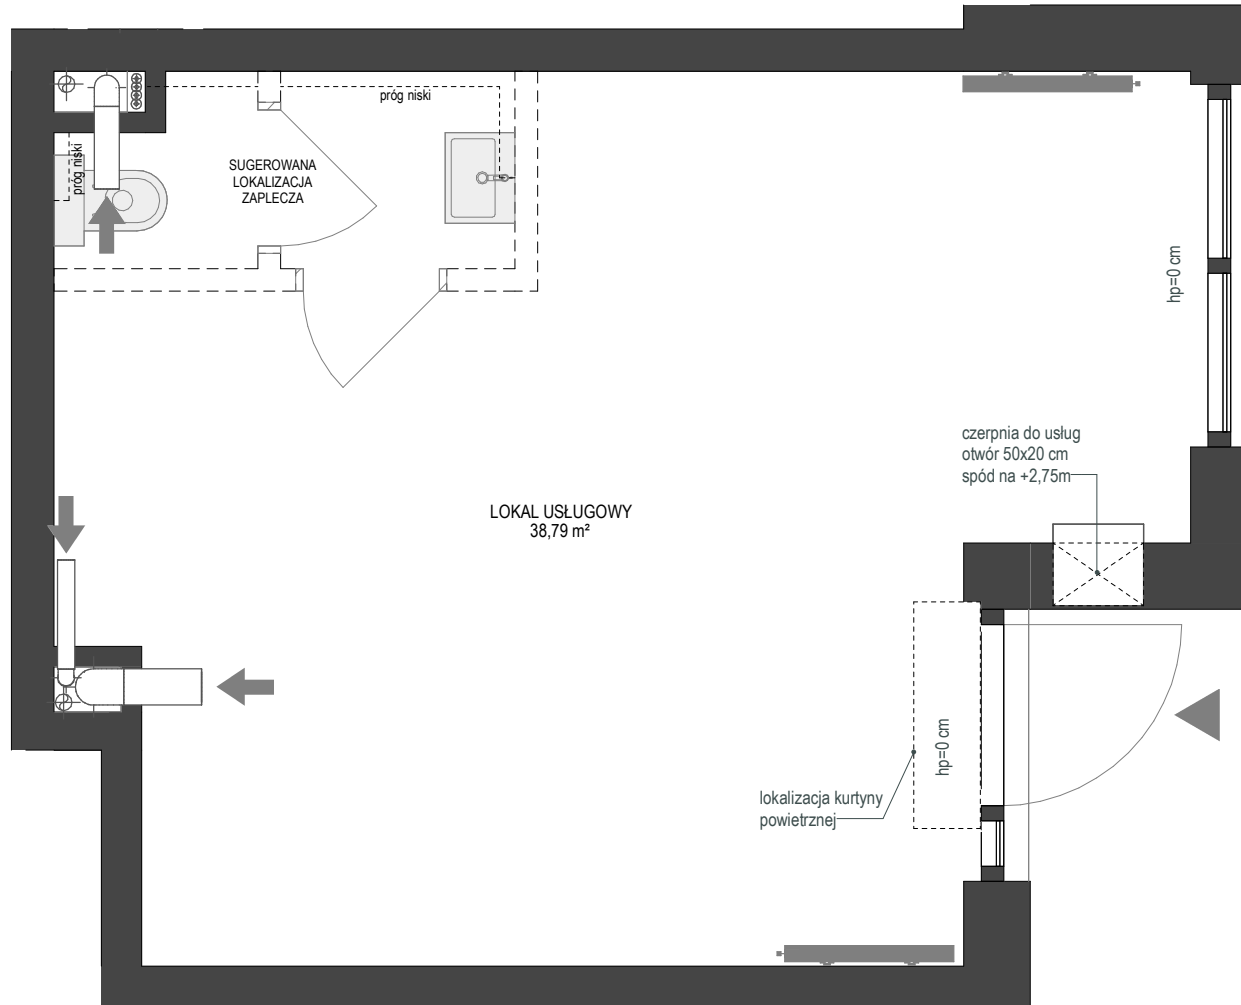 próg niski
próg niski
SUGEROWANA
LOKALIZACJA
ZAPLECZA
hp=0 cm
czerpnia do usług
otwór 50x20 cm
spód na +2,75m
LOKAL USŁUGOWY
38,79 m²
hp=0 cm
lokalizacja kurtyny
powietrznej